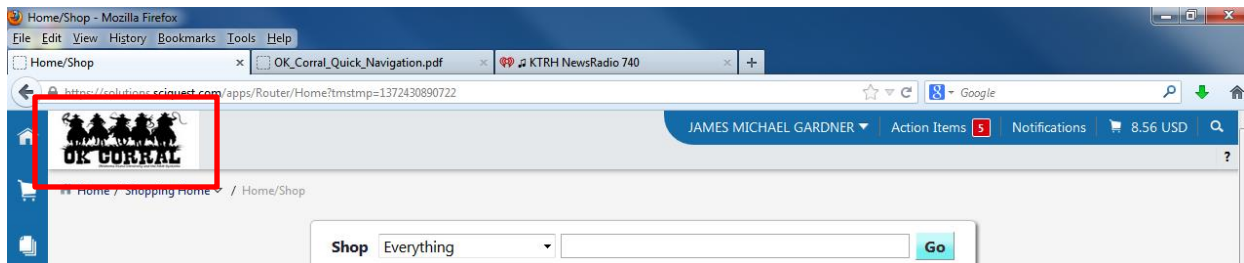 Home/Shop - Mozilla Firefox
File Edit View History Bookmarks Tools Help
Home/Shop × OK_Corral_Quick_Navigation.pdf × ♫ KTRH NewsRadio 740 × +
https://solutions.sciquest.com/apps/Router/Home?tmstmp=1372430890722 8 Google
OK CORRAL
JAMES MICHAEL GARDNER ▼ Action Items 5 Notifications 8.56 USD
?
Home / Shopping Home / Home/Shop
Shop Everything Go